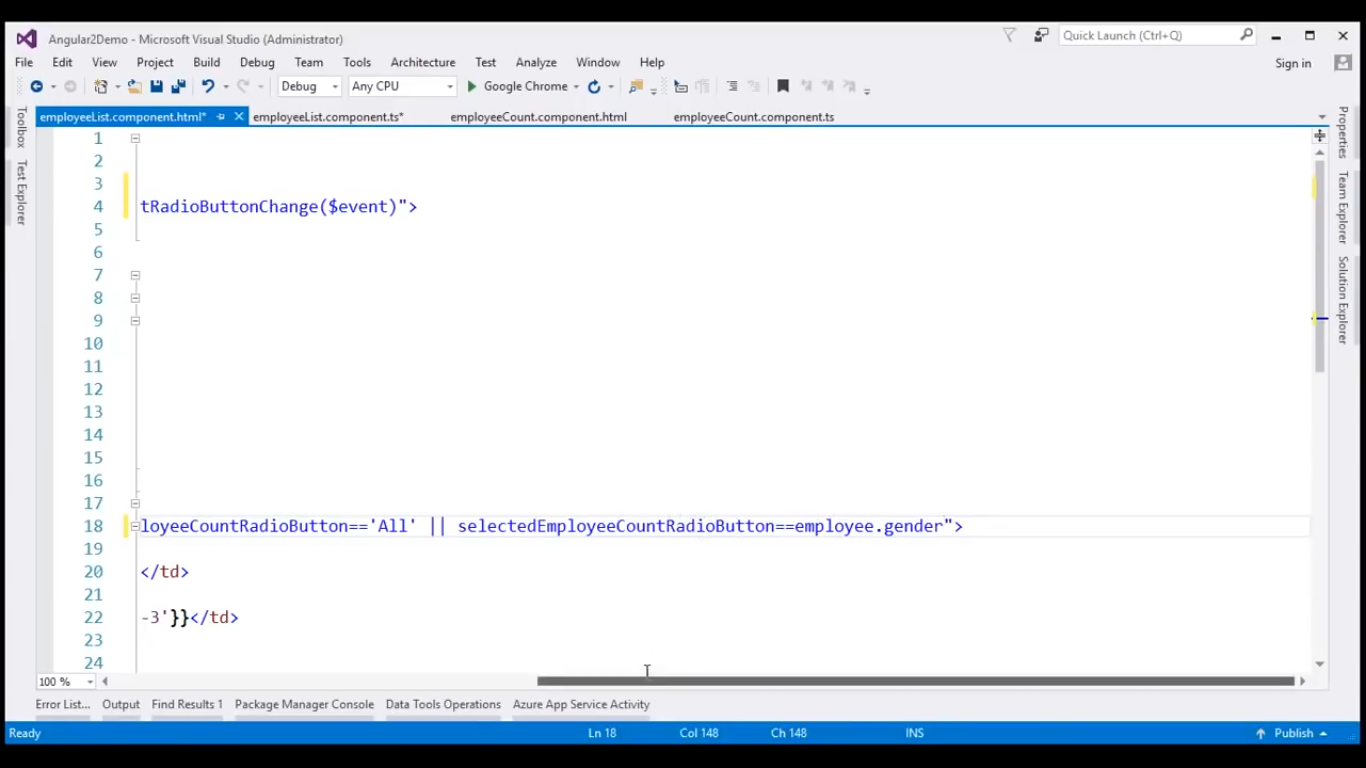 Angular2Demo - Microsoft Visual Studio (Administrator)
Quick Launch (Ctrl+Q)
File Edit View Project Build Debug Team Tools Architecture Test Analyze Window Help
Sign in
Debug Any CPU Google Chrome
employeeList.component.html* employeeList.component.ts* employeeCount.component.html employeeCount.component.ts
Toolbox
Test Explorer
Properties
Team Explorer
Solution Explorer
1
2
3
4 tRadioButtonChange($event)">
5
6
7
8
9
10
11
12
13
14
15
16
17
18 loyeeCountRadioButton=='All' || selectedEmployeeCountRadioButton==employee.gender">
19
20 </td>
21
22 -3'}}</td>
23
24
100 %
Error List... Output Find Results 1 Package Manager Console Data Tools Operations Azure App Service Activity
Ready Ln 18 Col 148 Ch 148 INS Publish